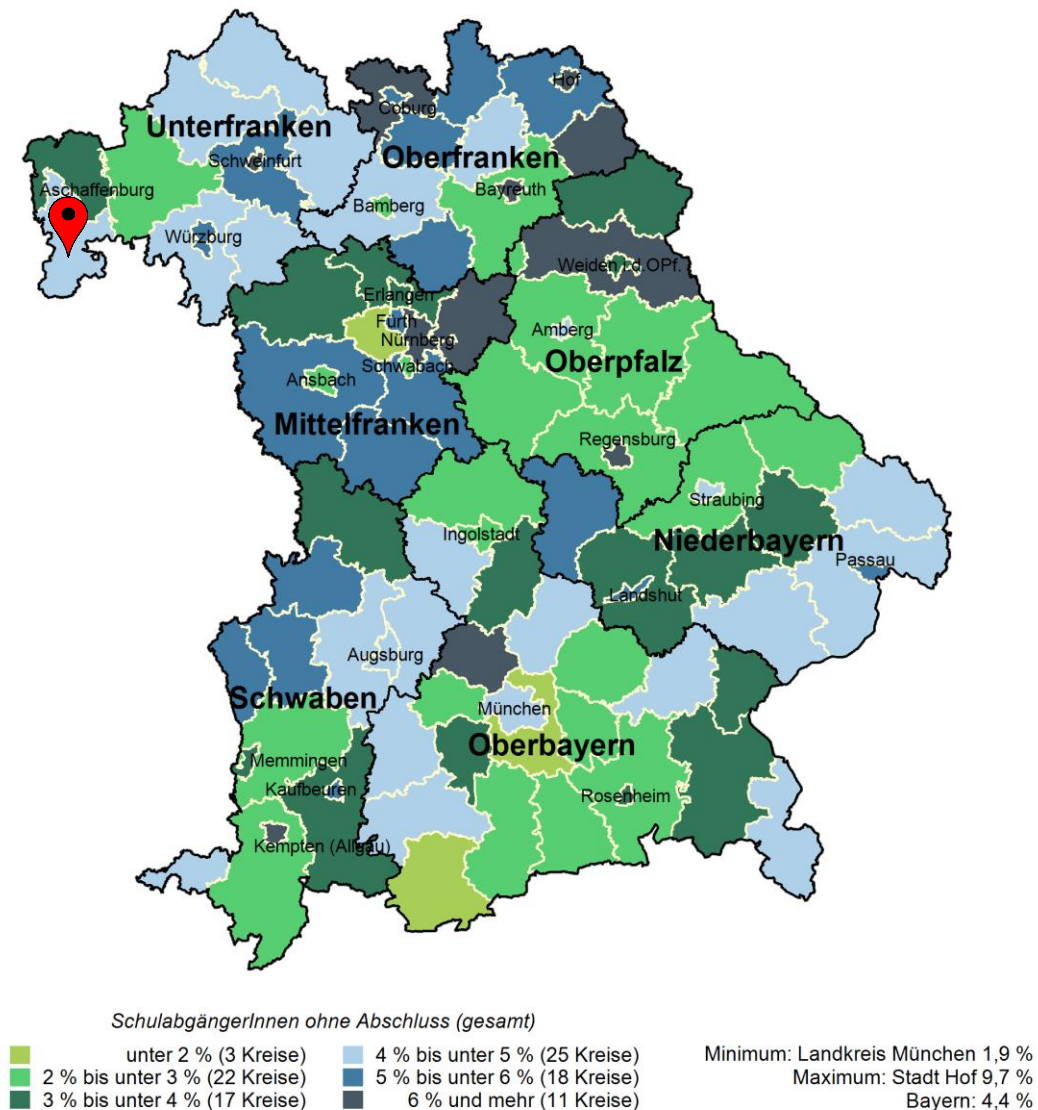 Hof
Coburg
Unterfranken
Oberfranken
Schweinfurt
Aschaffenburg
Bayreuth
Bamberg
Würzburg
Weiden i.d.OPf.
Erlangen
Fürth
Nürnberg
Amberg
Oberpfalz
Schwabach
Ansbach
Mittelfranken
Regensburg
Straubing
Ingolstadt
Niederbayern
Passau
Landshut
Augsburg
Schwaben
München
Oberbayern
Memmingen
Kaufbeuren
Rosenheim
Kempten (Allgäu)
SchulabgängerInnen ohne Abschluss (gesamt)
unter 2 % (3 Kreise)
2 % bis unter 3 % (22 Kreise)
3 % bis unter 4 % (17 Kreise)
4 % bis unter 5 % (25 Kreise)
5 % bis unter 6 % (18 Kreise)
6 % und mehr (11 Kreise)
Minimum: Landkreis München 1,9 %
Maximum: Stadt Hof 9,7 %
Bayern: 4,4 %